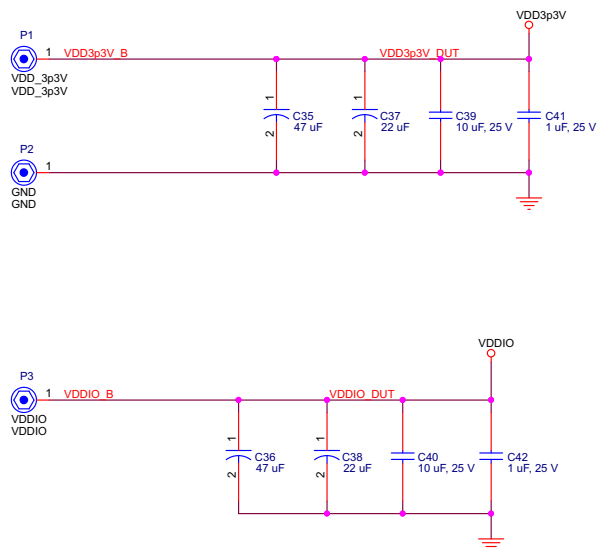 VDD3p3V
P1
1
VDD3p3V_B
VDD3p3V_DUT
VDD_3p3V
VDD_3p3V
1
C35
47 uF
2
1
C37
22 uF
2
C39
10 uF, 25 V
C41
1 uF, 25 V
P2
1
GND
GND
VDDIO
P3
1
VDDIO_B
VDDIO_DUT
VDDIO
VDDIO
1
C36
47 uF
2
1
C38
22 uF
2
C40
10 uF, 25 V
C42
1 uF, 25 V